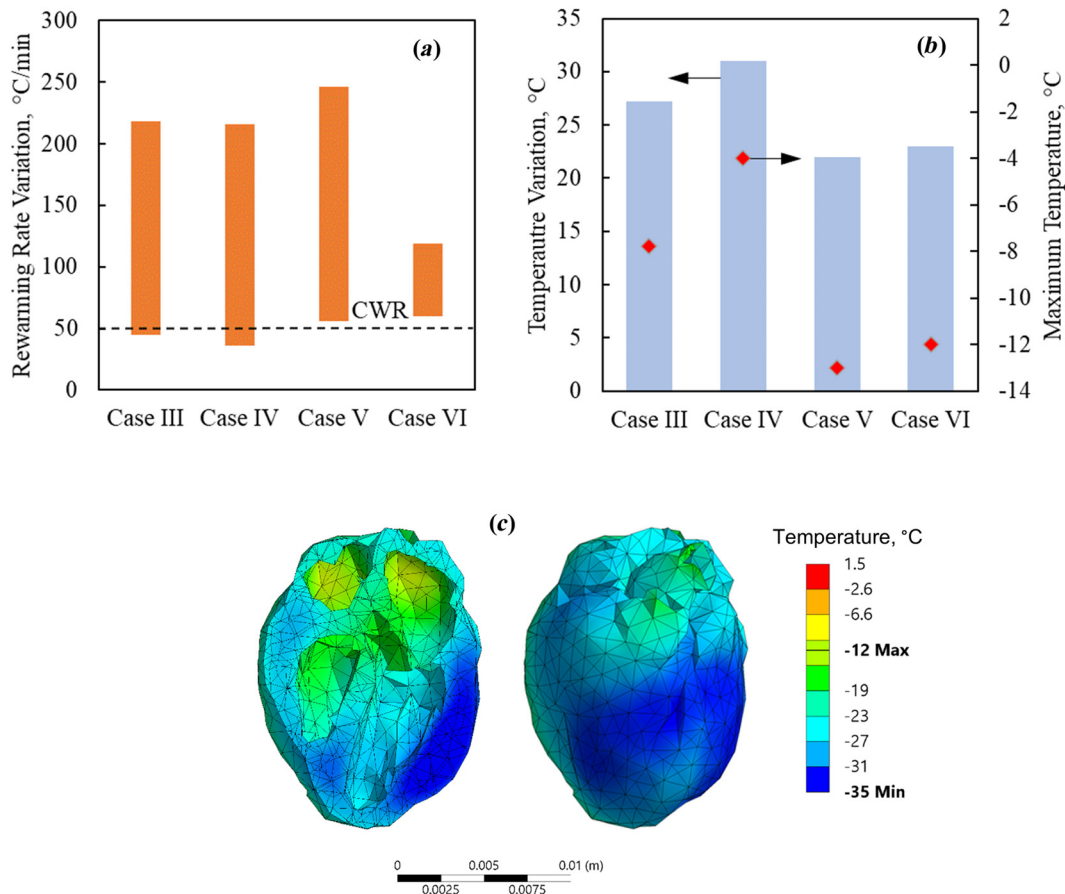 (a)
Rewarming Rate Variation, °C/min
300
250
200
150
100
50
0
CWR
Case III Case IV Case V Case VI
(b)
Temperautre Variation, °C
35
30
25
20
15
10
5
0
2
0
-2
-4
-6
-8
-10
-12
-14
Maximum Temperature, °C
Case III Case IV Case V Case VI
(c)
Temperature, °C
1.5
-2.6
-6.6
-12 Max
-19
-23
-27
-31
-35 Min
0 0.005 0.01 (m)
0.0025 0.0075